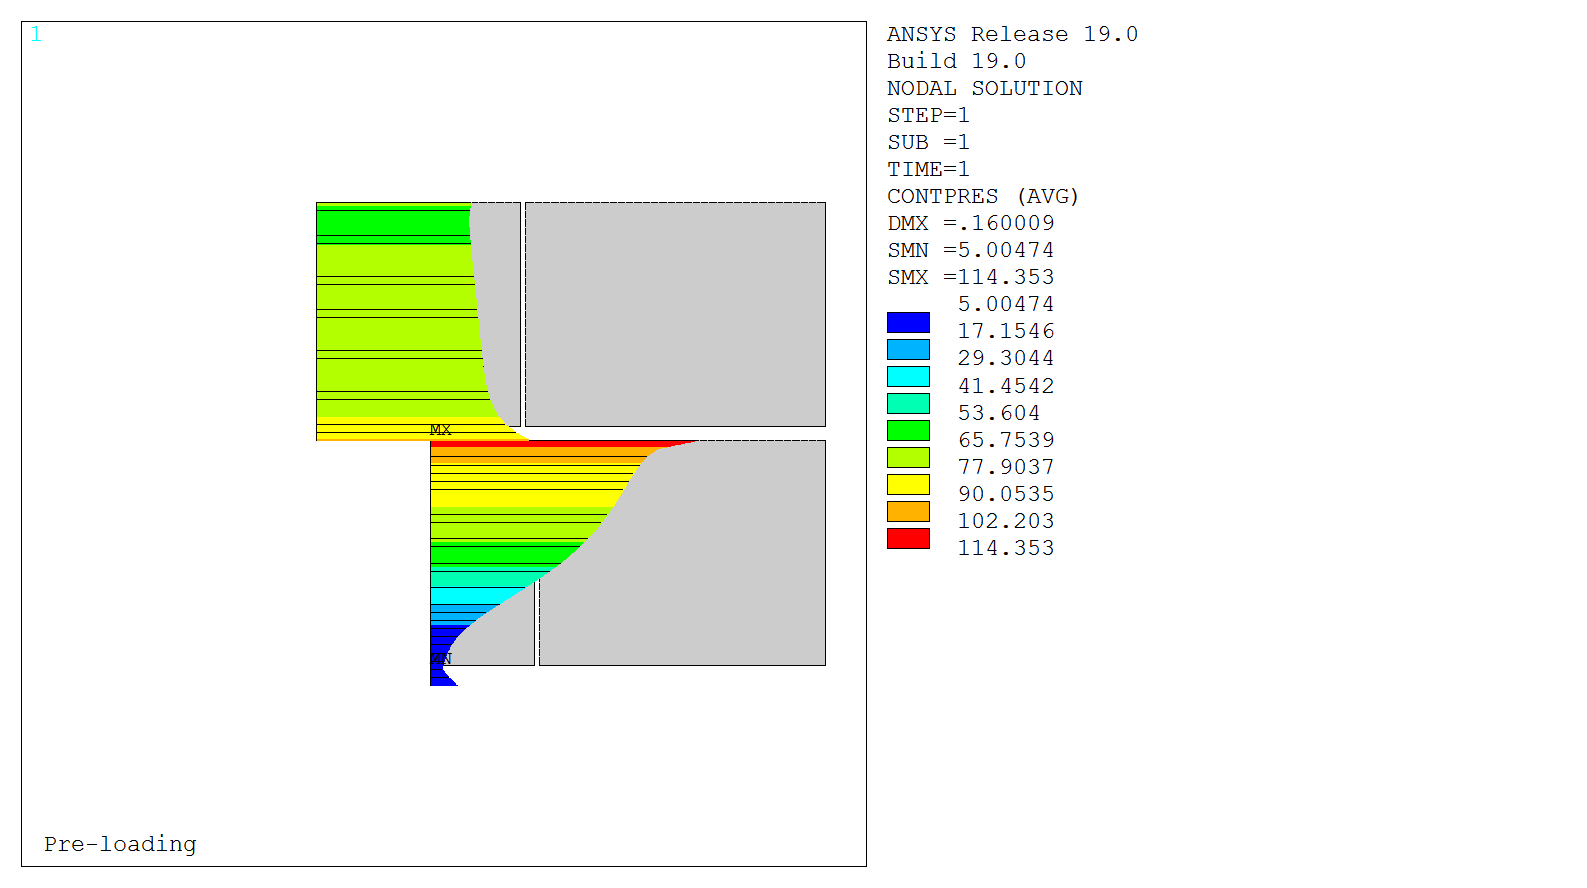 1
ANSYS Release 19.0
Build 19.0
NODAL SOLUTION
STEP=1
SUB =1
TIME=1
CONTPRES (AVG)
DMX =.160009
SMN =5.00474
SMX =114.353
5.00474
17.1546
29.3044
41.4542
53.604
65.7539
77.9037
90.0535
102.203
114.353
MX
MN
Pre-loading